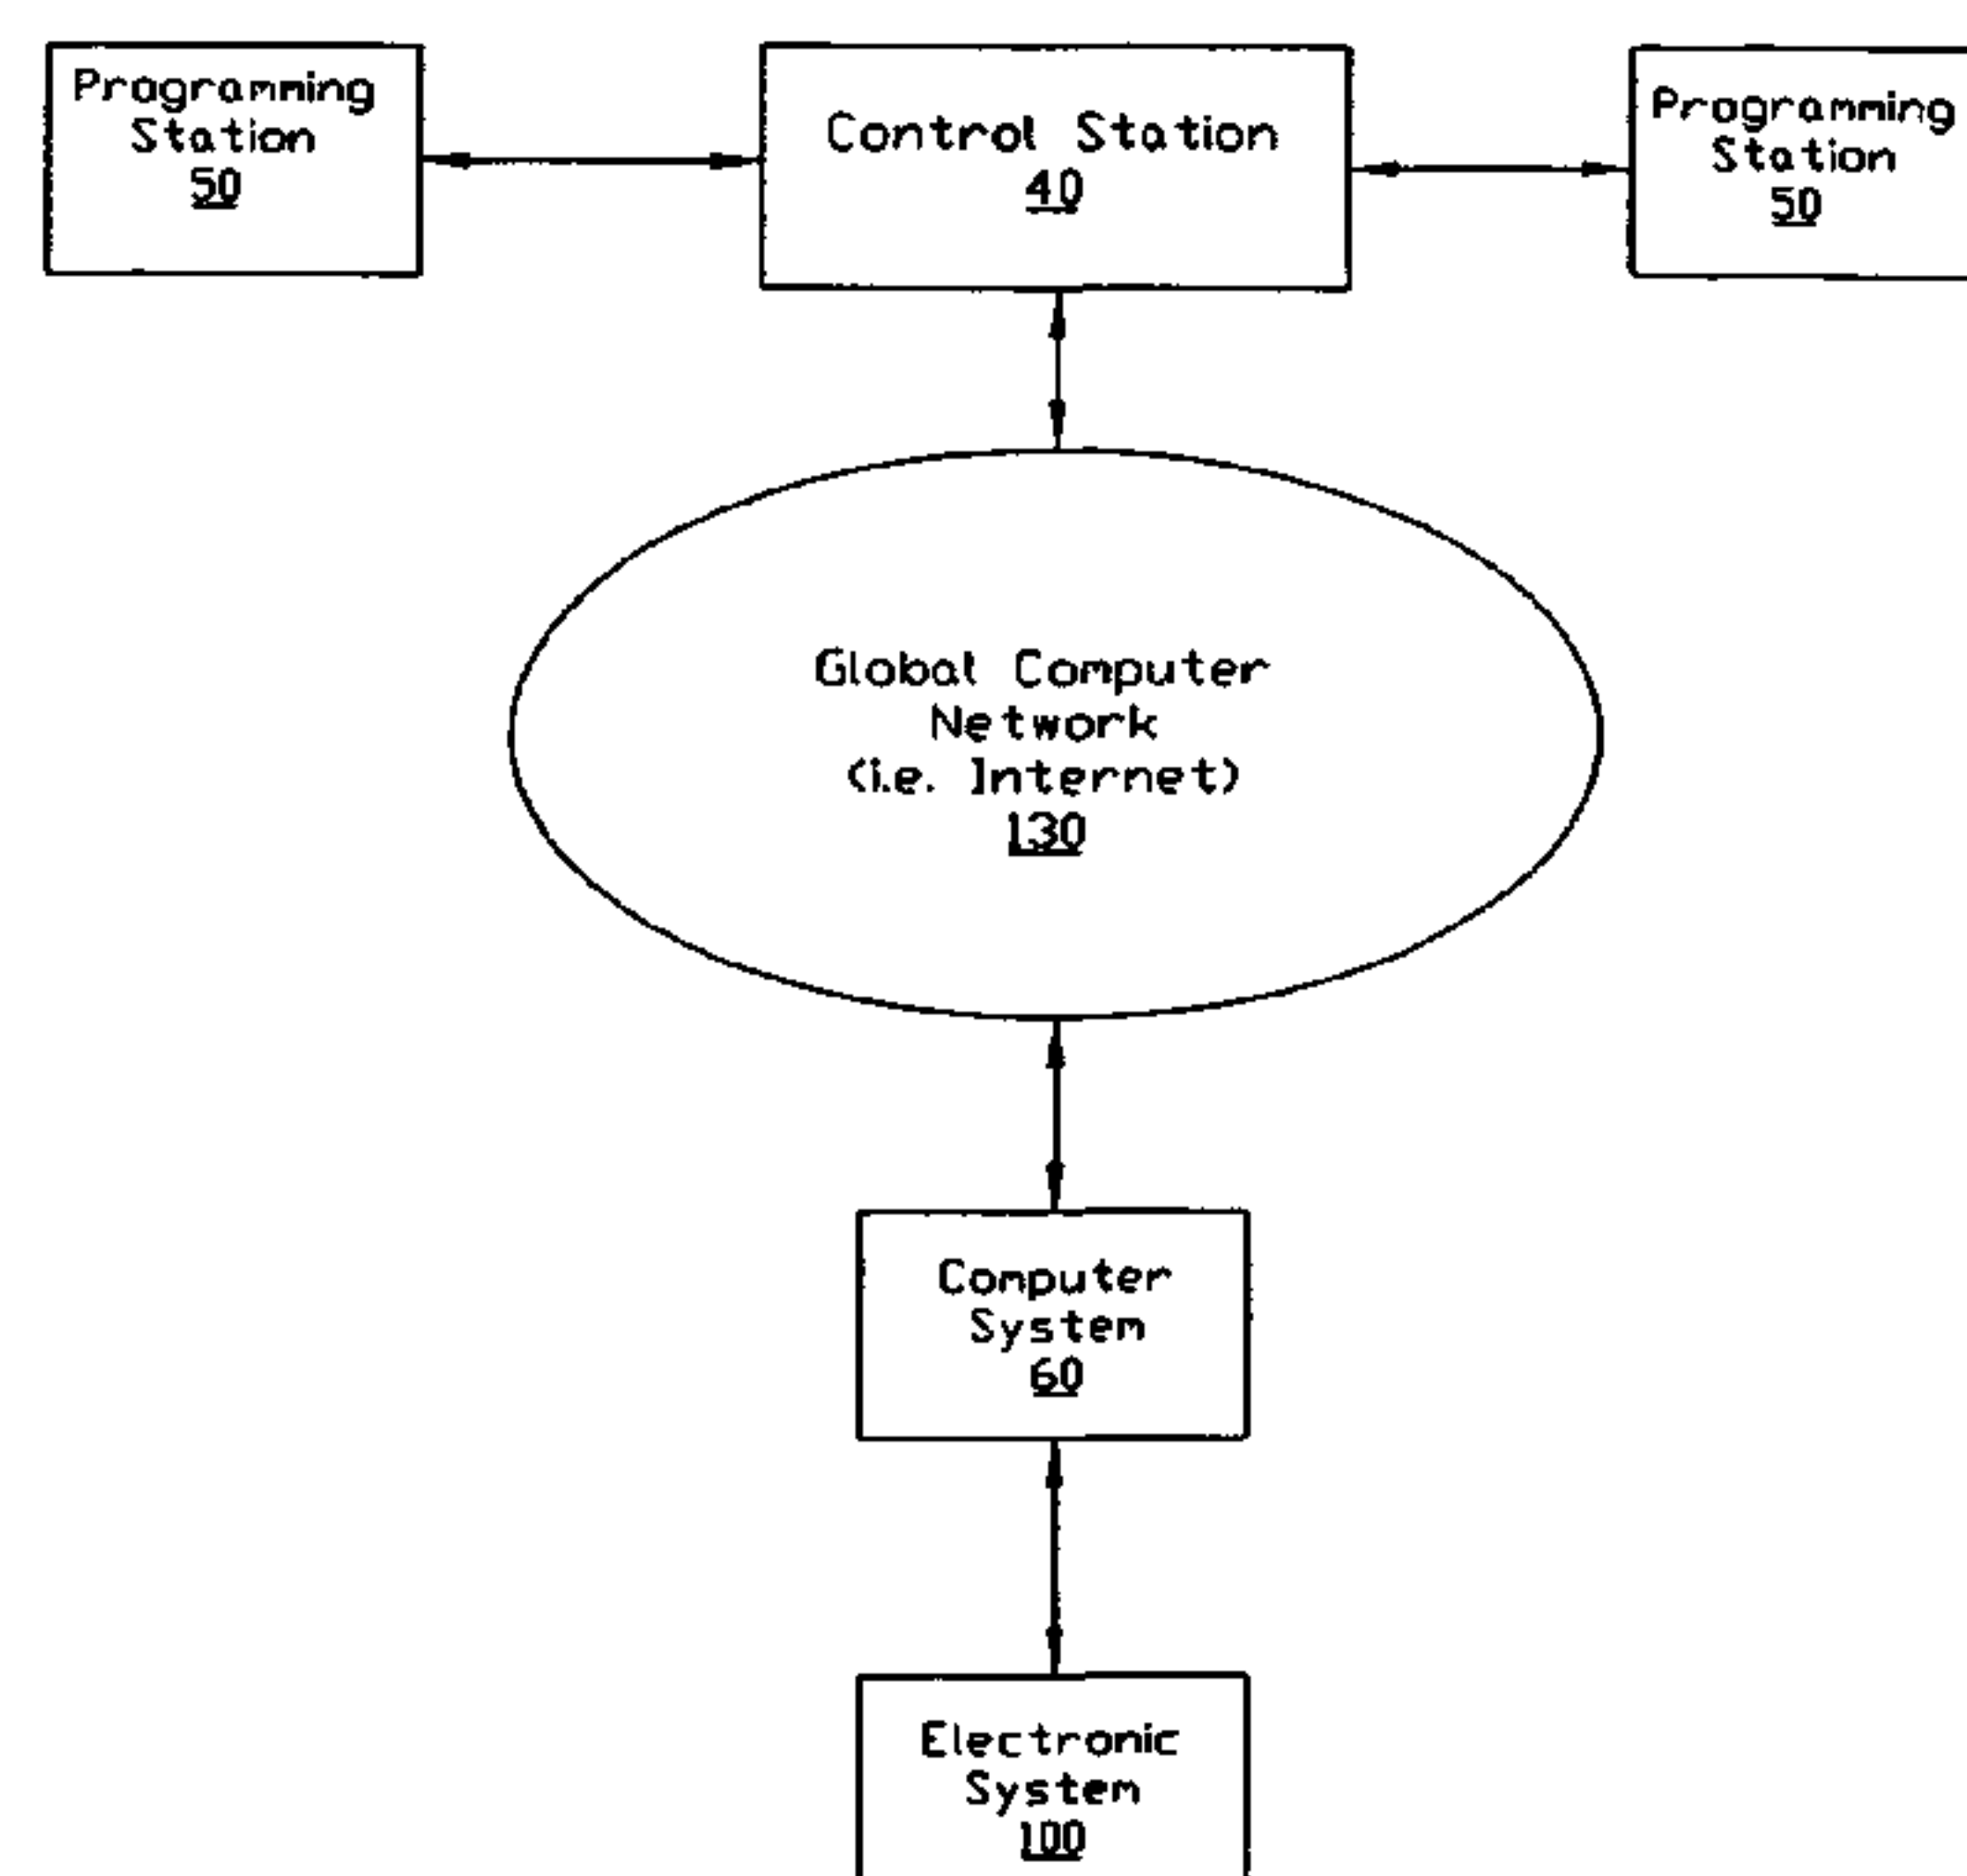 Programming
Station
50
Control Station
40
Programming
Station
50
Global Computer
Network
(i.e. Internet)
130
Computer
System
60
Electronic
System
100